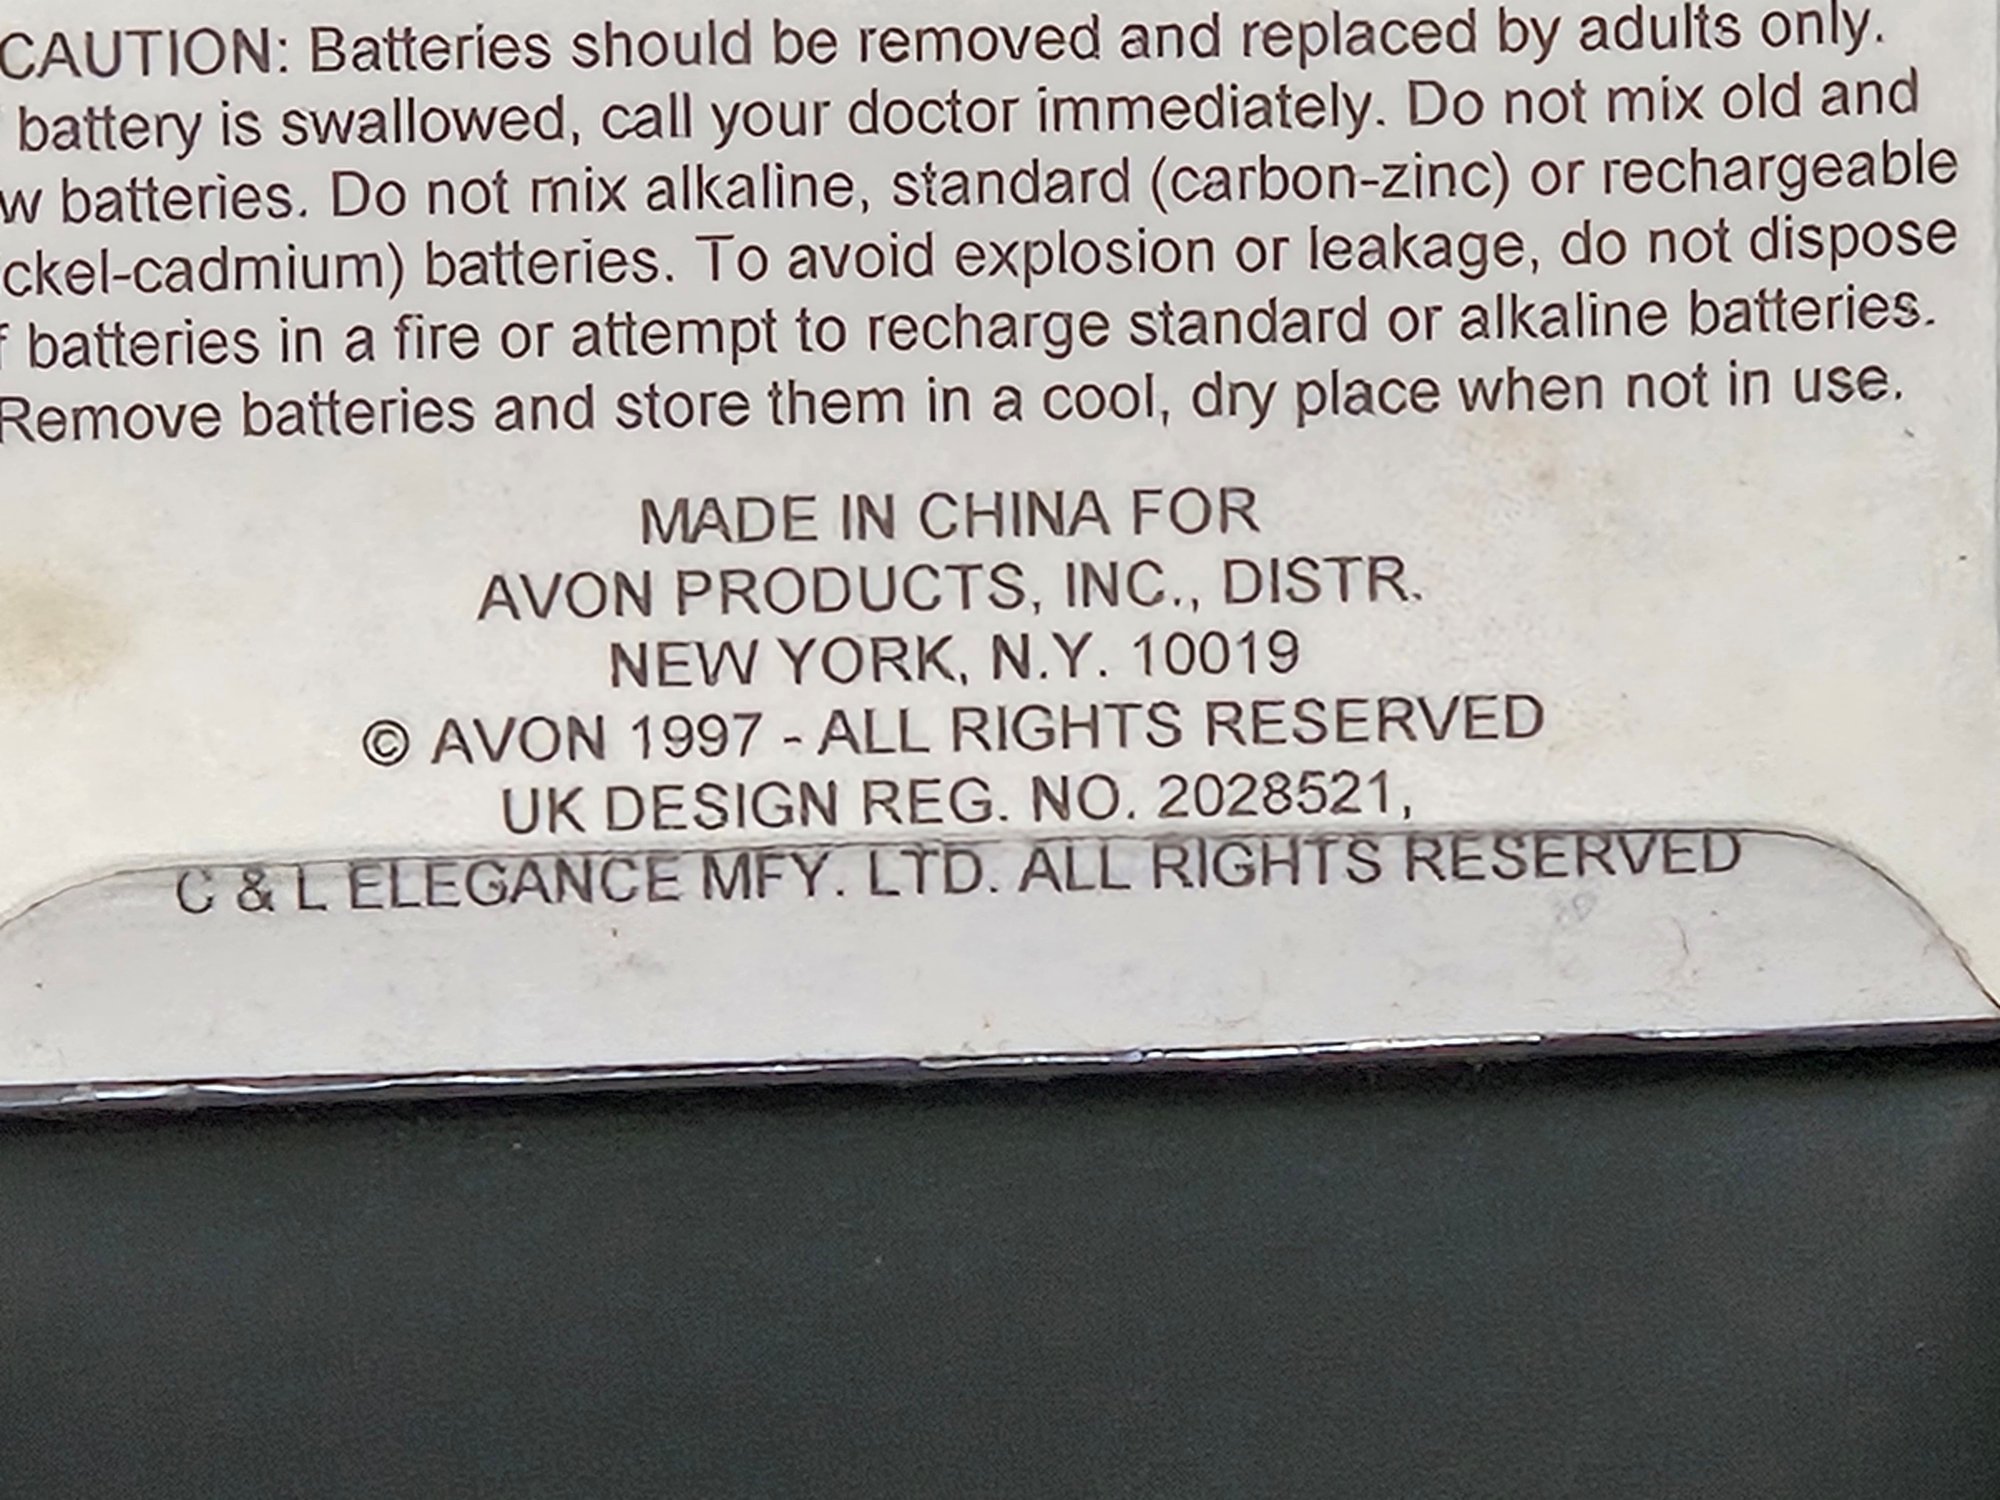 CAUTION: Batteries should be removed and replaced by adults only.
battery is swallowed, call your doctor immediately. Do not mix old and
w batteries. Do not mix alkaline, standard (carbon-zinc) or rechargeable
ckel-cadmium) batteries. To avoid explosion or leakage, do not dispose
f batteries in a fire or attempt to recharge standard or alkaline batteries.
Remove batteries and store them in a cool, dry place when not in use.
MADE IN CHINA FOR
AVON PRODUCTS, INC., DISTR.
NEW YORK, N.Y. 10019
© AVON 1997 - ALL RIGHTS RESERVED
UK DESIGN REG. NO. 2028521,
C & L ELEGANCE MFY. LTD. ALL RIGHTS RESERVED